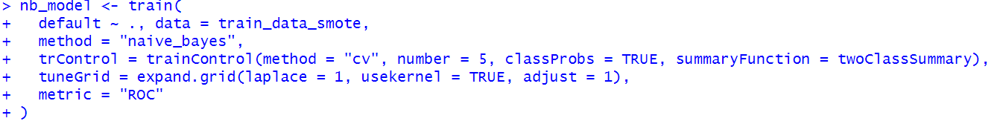 > nb_model <- train(
+   default ~ ., data = train_data_smote,
+   method = "naive_bayes",
+   trControl = trainControl(method = "cv", number = 5, classProbs = TRUE, summaryFunction = twoClassSummary),
+   tuneGrid = expand.grid(laplace = 1, usekernel = TRUE, adjust = 1),
+   metric = "ROC"
+ )